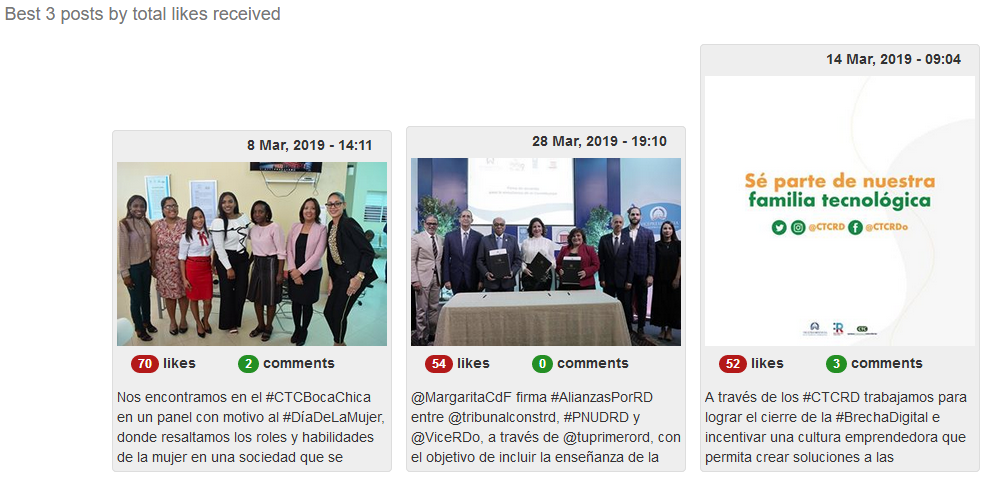 Best 3 posts by total likes received
8 Mar, 2019 - 14:11
70 likes
2 comments
Nos encontramos en el #CTCBocaChica
en un panel con motivo al #DíaDeLaMujer,
donde resaltamos los roles y habilidades
de la mujer en una sociedad que se
28 Mar, 2019 - 19:10
54 likes
0 comments
@MargaritaCdF firma #AlianzasPorRD
entre @tribunalconstrd, #PNUDRD y
@ViceRDo, a través de @tuprimerord, con
el objetivo de incluir la enseñanza de la
14 Mar, 2019 - 09:04
Sé parte de nuestra
familia tecnológica
@CTCRD @CTCRDo
52 likes
3 comments
A través de los #CTCRD trabajamos para
lograr el cierre de la #BrechaDigital e
incentivar una cultura emprendedora que
permita crear soluciones a las